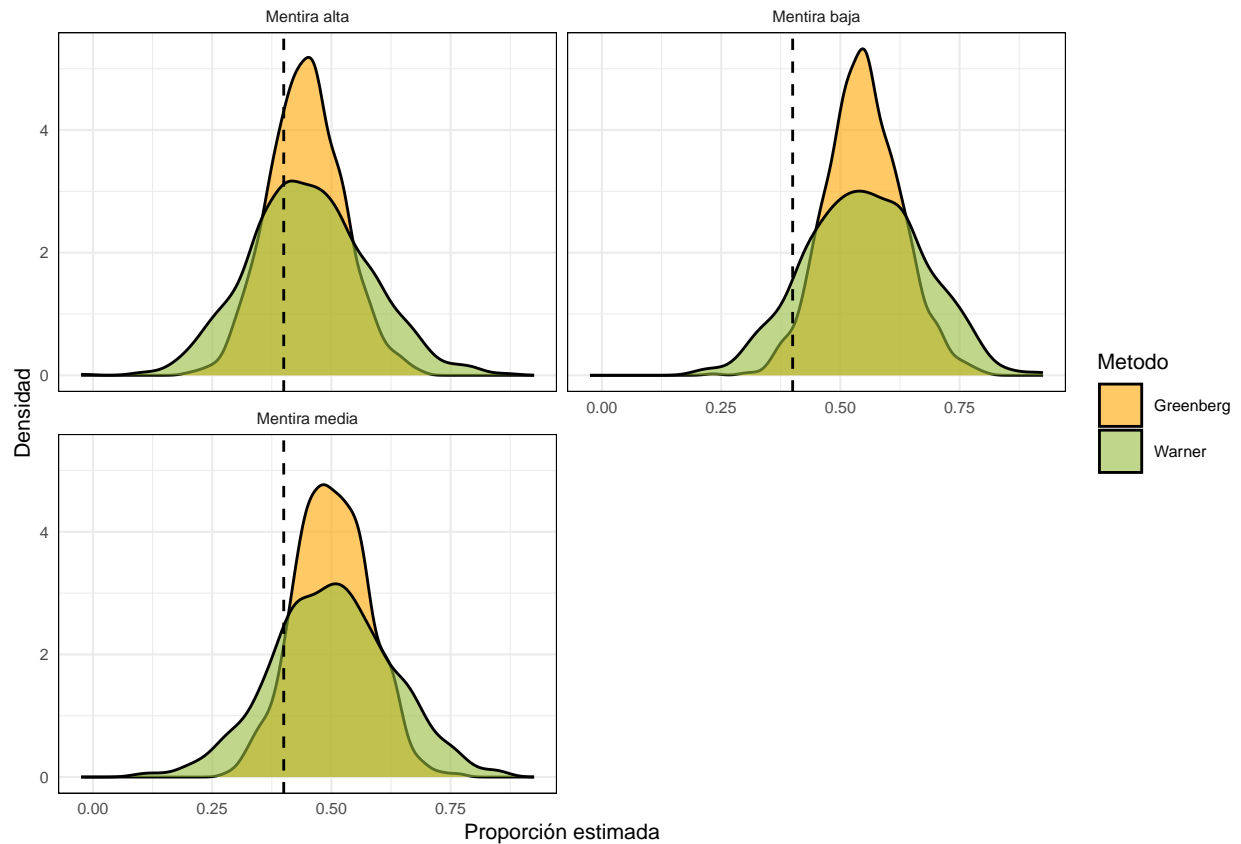 Mentira alta
Mentira baja
4
2
0
0.00 0.25 0.50 0.75
Mentira media
4
2
0
0.00 0.25 0.50 0.75
Densidad
Proporción estimada
Metodo
Greenberg
Warner